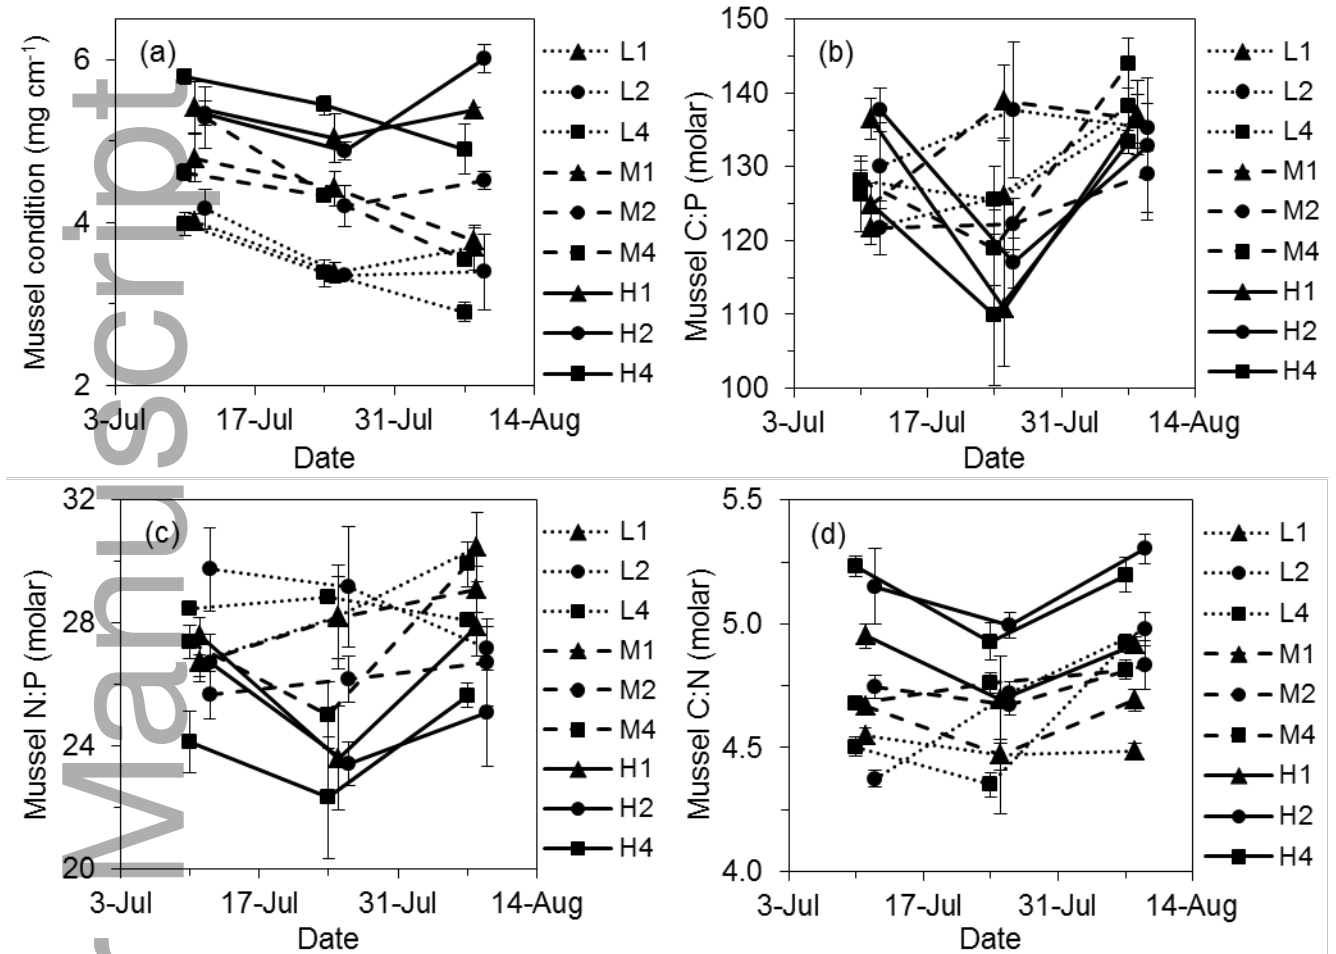 (a)
Mussel condition (mg cm⁻¹)
6
4
2
3-Jul 17-Jul 31-Jul 14-Aug
Date
L1
L2
L4
M1
M2
M4
H1
H2
H4
(b)
Mussel C:P (molar)
150
140
130
120
110
100
3-Jul 17-Jul 31-Jul 14-Aug
Date
L1
L2
L4
M1
M2
M4
H1
H2
H4
(c)
Mussel N:P (molar)
32
28
24
20
3-Jul 17-Jul 31-Jul 14-Aug
Date
L1
L2
L4
M1
M2
M4
H1
H2
H4
(d)
Mussel C:N (molar)
5.5
5.0
4.5
4.0
3-Jul 17-Jul 31-Jul 14-Aug
Date
L1
L2
L4
M1
M2
M4
H1
H2
H4
r Manuscript